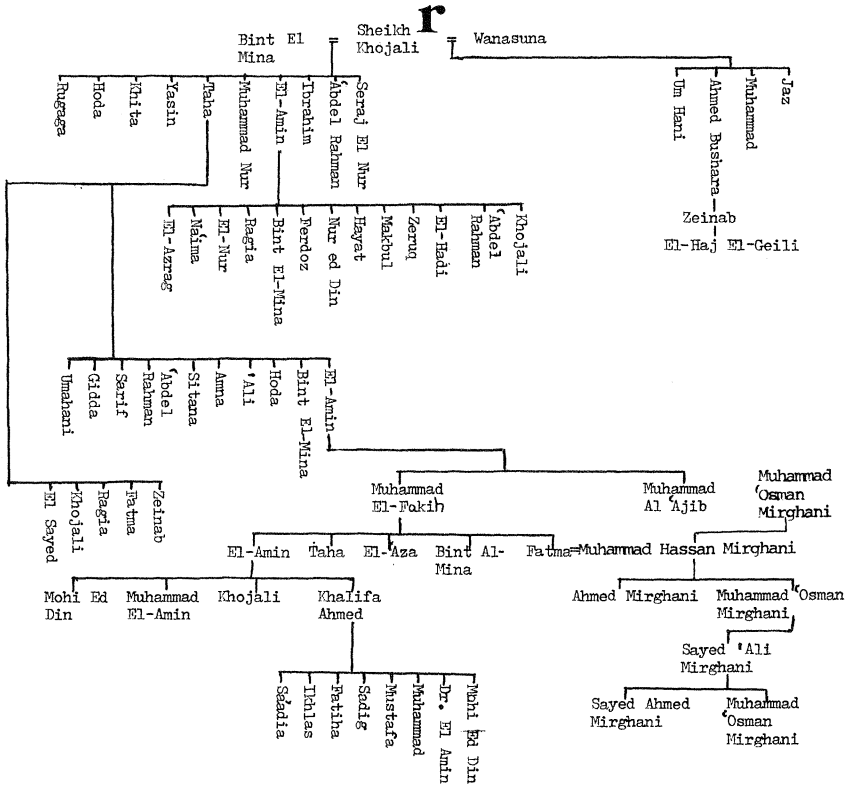 r
Bint El
Mina
=
Sheikh
Khojali
=
Wanasuna
Rugaga
Hoda
Khita
Yasin
Taha
Muhammad Nur
El-Amin
Ibrahim
'Abdel Rahman
Seraj El Nur
Um Hani
Ahmed Bushara
Muhammad
Jaz
Zeinab
El-Haj El-Geili
El-Azrag
Na'ima
El-Nur
Ragia
Bint El-Mina
Ferdoz
Nur ed Din
Hayat
Makbul
Zeruq
El-Hadi
'Abdel
Rahman
Khojali
Umahani
Gidda
Sarif
'Abdel
Rahman
Sitana
Amna
'Ali
Hoda
Bint El-Mina
El-Amin
El Sayed
Khojali
Ragia
Fatma
Zeinab
Muhammad
El-Fakih
Muhammad
Al 'Ajib
Muhammad
'Osman
Mirghani
El-Amin
Taha
El-'Aza
Bint Al-
Mina
Fatma=Muhammad Hassan Mirghani
Mohi Ed
Din
Muhammad
El-Amin
Khojali
Khalifa
Ahmed
Ahmed Mirghani
Muhammad 'Osman
Mirghani
Sayed 'Ali
Mirghani
Sayed Ahmed
Mirghani
Muhammad
'Osman
Mirghani
Sa'adia
Ikhlas
Fatiha
Sadig
Mustafa
Muhammad
Dr. El Amin
Mohi Ed Din